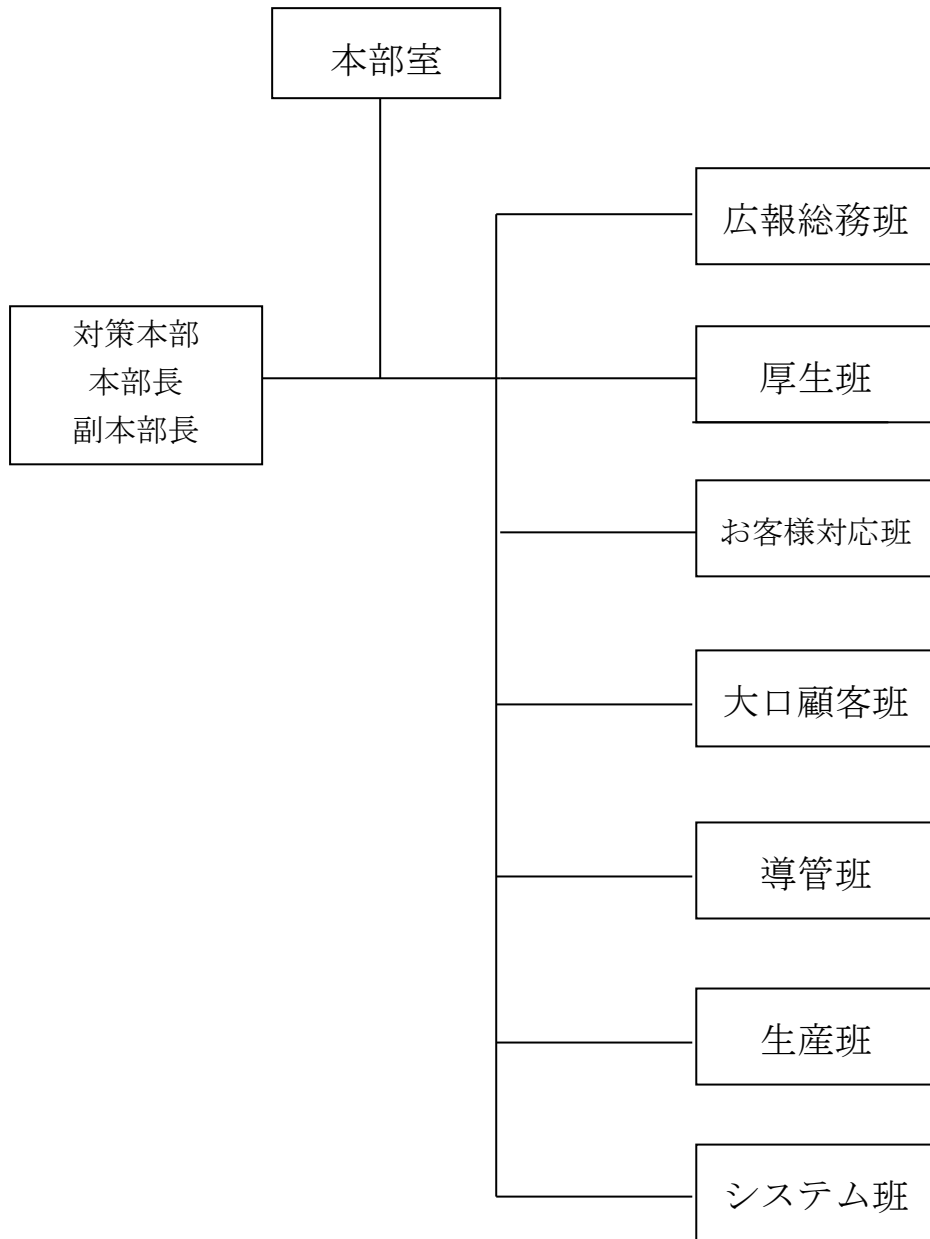 本部室
対策本部
本部長
副本部長
広報総務班
厚生班
お客様対応班
大口顧客班
導管班
生産班
システム班